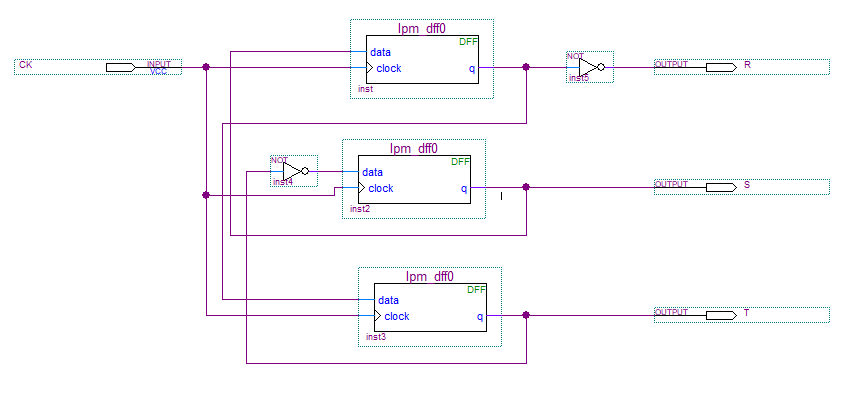 lpm_dff0
DFF
data
clock
q
inst
CK
INPUT
VCC
NOT
inst5
OUTPUT
R
lpm_dff0
DFF
data
clock
q
inst2
NOT
inst4
OUTPUT
S
lpm_dff0
DFF
data
clock
q
inst3
OUTPUT
T